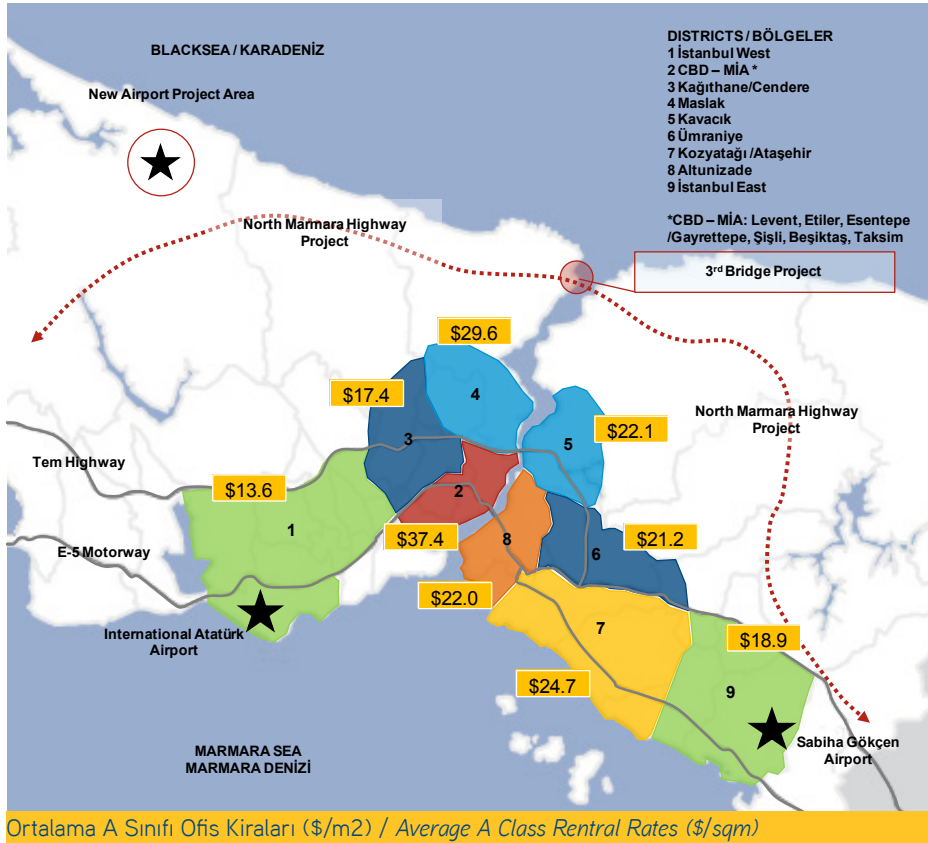 BLACKSEA / KARADENİZ
New Airport Project Area
DISTRICTS / BÖLGELER
1 İstanbul West
2 CBD – MİA *
3 Kağıthane/Cendere
4 Maslak
5 Kavacık
6 Ümraniye
7 Kozyatağı /Ataşehir
8 Altunizade
9 İstanbul East
*CBD – MİA: Levent, Etiler, Esentepe
/Gayrettepe, Şişli, Beşiktaş, Taksim
North Marmara Highway
Project
3rd Bridge Project
$29.6
4
$17.4
3
5
$22.1
North Marmara Highway
Project
Tem Highway
$13.6
1
2
$37.4
8
6
$21.2
E-5 Motorway
$22.0
7
International Atatürk
Airport
$18.9
$24.7
9
Sabiha Gökçen
Airport
MARMARA SEA
MARMARA DENİZİ
Ortalama A Sınıfı Ofis Kiraları ($/m2) / Average A Class Rentral Rates ($/sqm)